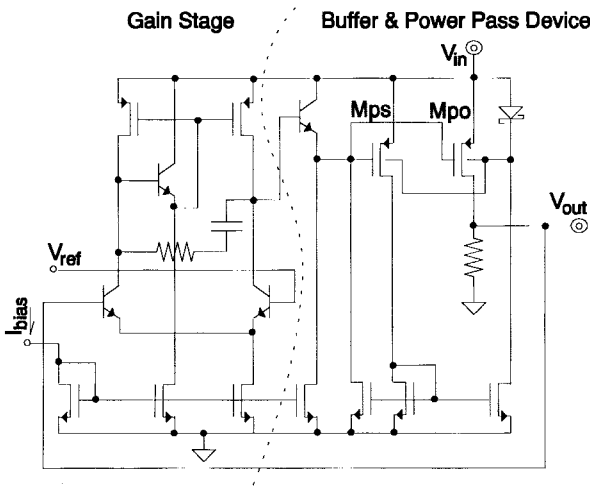 Gain Stage
Buffer & Power Pass Device
Vin
Mps
Mpo
Vout
Vref
Ibias